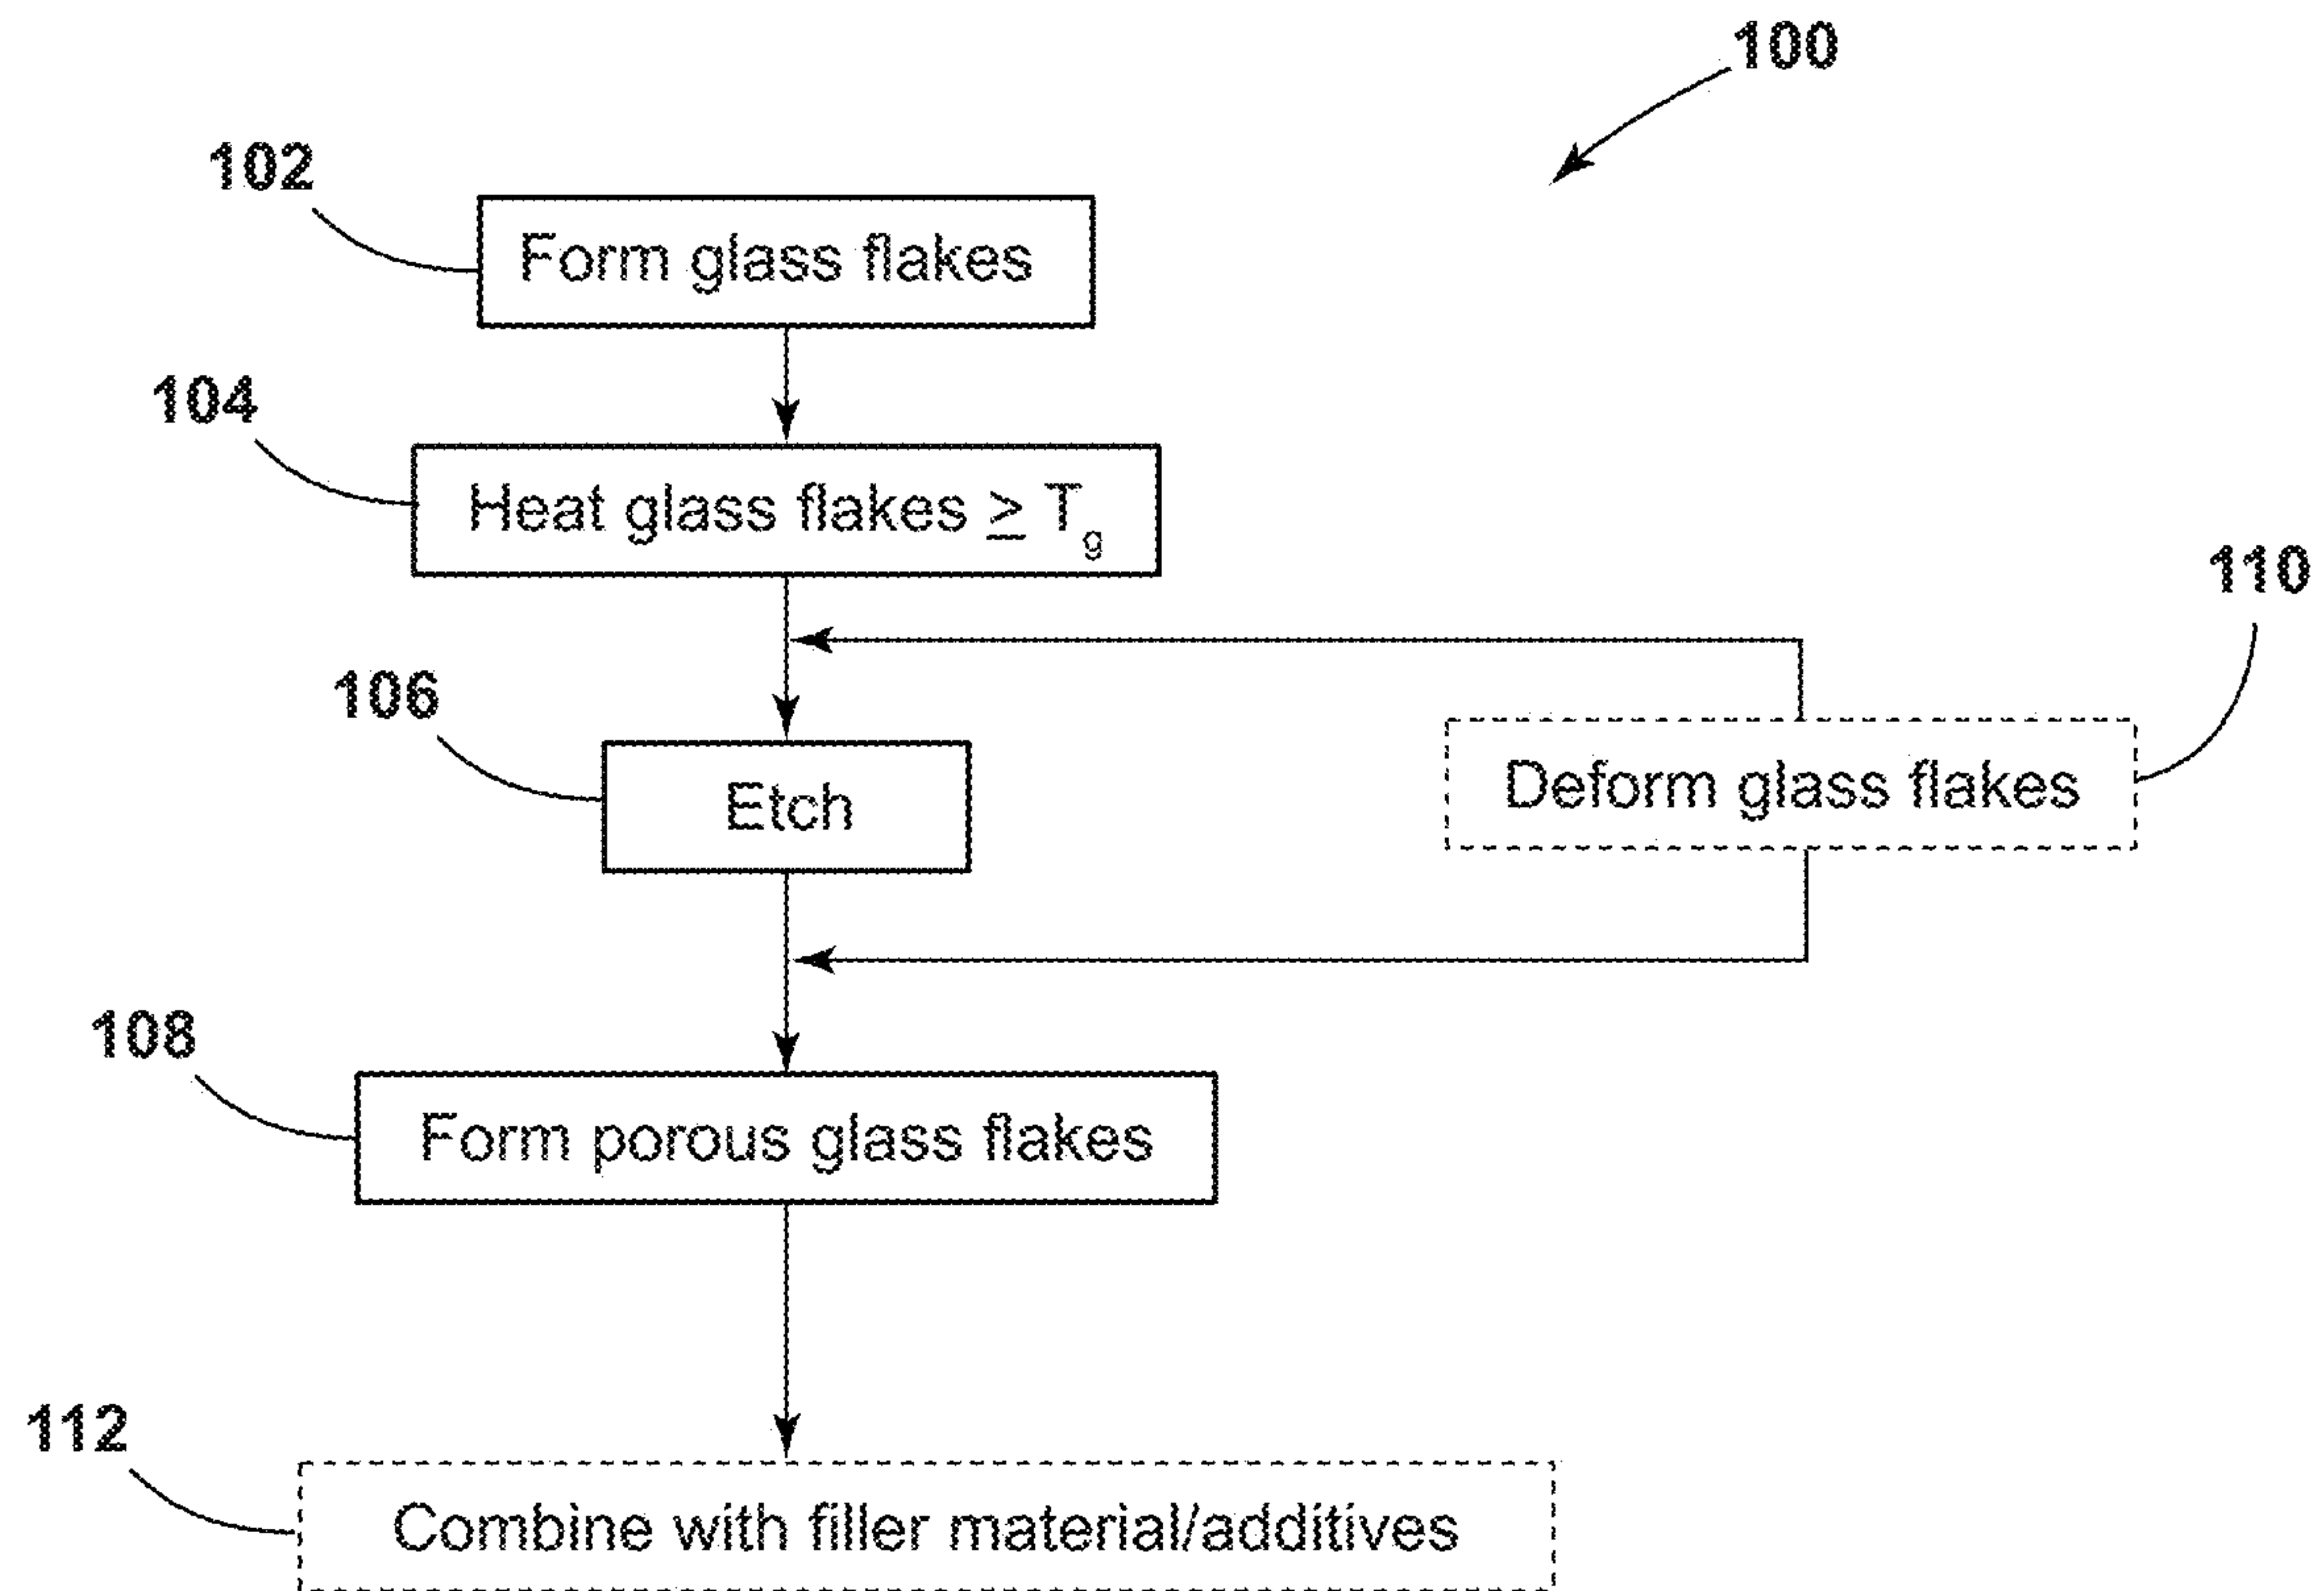 100
102
Form glass flakes
104
Heat glass flakes ≥ Tg
110
106
Deform glass flakes
Etch
108
Form porous glass flakes
112
Combine with filler material/additives